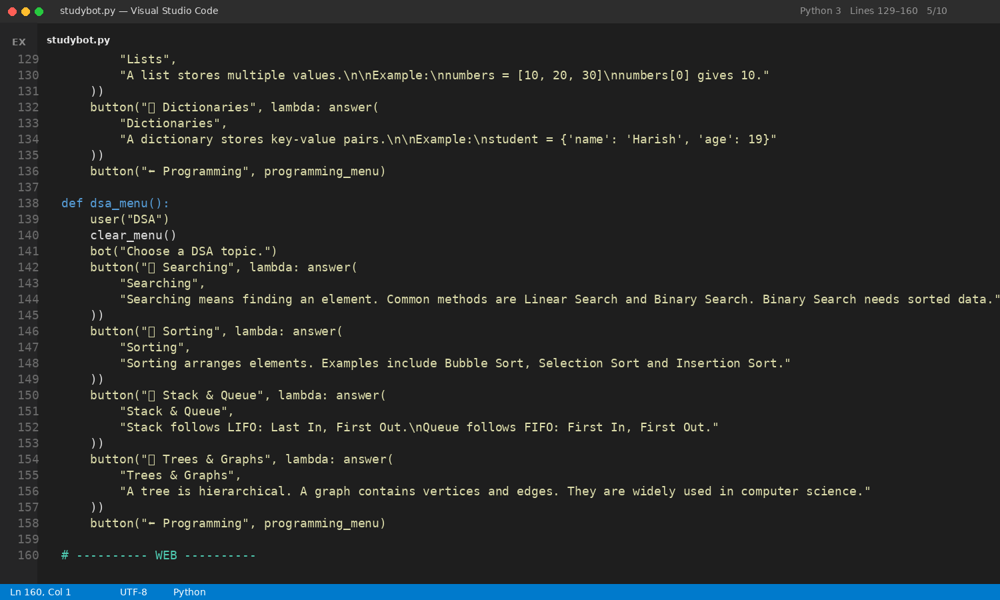 studybot.py — Visual Studio Code
Python 3 Lines 129–160 5/10
EX
studybot.py
129         "Lists",
130         "A list stores multiple values.\n\nExample:\nnumbers = [10, 20, 30]\nnumbers[0] gives 10."
131     ))
132     button("▯ Dictionaries", lambda: answer(
133         "Dictionaries",
134         "A dictionary stores key-value pairs.\n\nExample:\nstudent = {'name': 'Harish', 'age': 19}"
135     ))
136     button("⬅ Programming", programming_menu)
137
138 def dsa_menu():
139     user("DSA")
140     clear_menu()
141     bot("Choose a DSA topic.")
142     button("▯ Searching", lambda: answer(
143         "Searching",
144         "Searching means finding an element. Common methods are Linear Search and Binary Search. Binary Search needs sorted data."
145     ))
146     button("▯ Sorting", lambda: answer(
147         "Sorting",
148         "Sorting arranges elements. Examples include Bubble Sort, Selection Sort and Insertion Sort."
149     ))
150     button("▯ Stack & Queue", lambda: answer(
151         "Stack & Queue",
152         "Stack follows LIFO: Last In, First Out.\nQueue follows FIFO: First In, First Out."
153     ))
154     button("▯ Trees & Graphs", lambda: answer(
155         "Trees & Graphs",
156         "A tree is hierarchical. A graph contains vertices and edges. They are widely used in computer science."
157     ))
158     button("⬅ Programming", programming_menu)
159
160 # ---------- WEB ----------
Ln 160, Col 1 UTF-8 Python